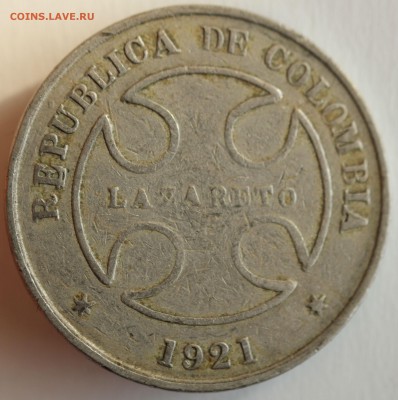 COINS.LAVE.RU
REPUBLICA DE COLOMBIA
LAZARETO
* 1921 *